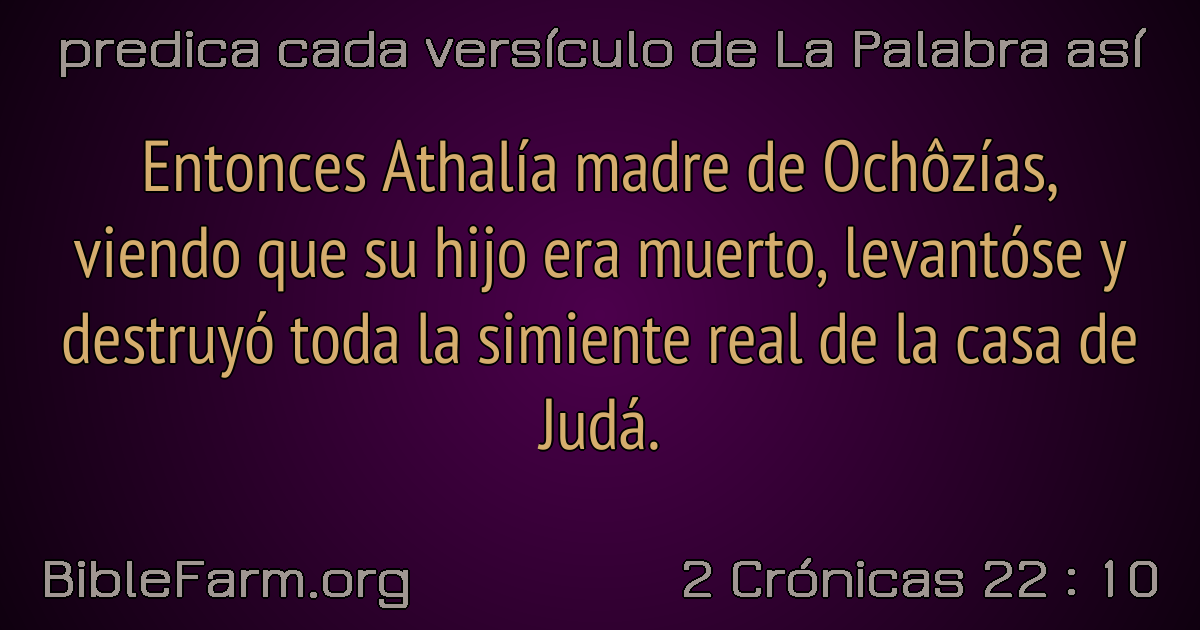 predica cada versículo de La Palabra así
Entonces Athalía madre de Ochôzías,
viendo que su hijo era muerto, levantóse y
destruyó toda la simiente real de la casa de
Judá.
BibleFarm.org
2 Crónicas 22 : 10